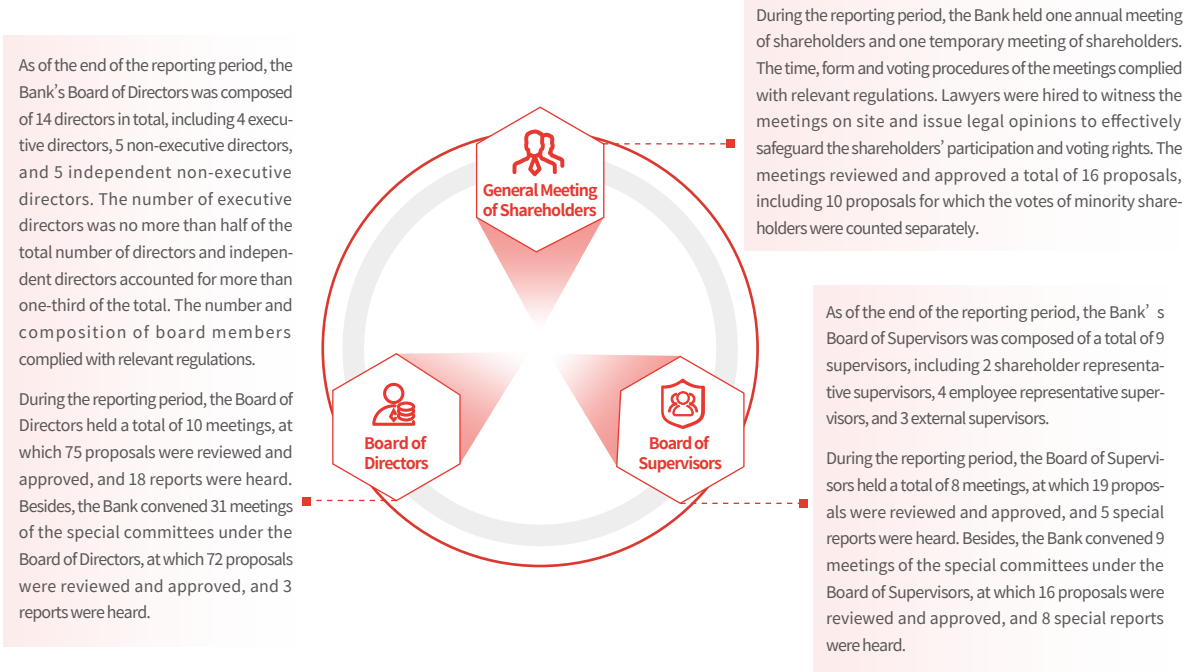 During the reporting period, the Bank held one annual meeting
of shareholders and one temporary meeting of shareholders.
The time, form and voting procedures of the meetings complied
with relevant regulations. Lawyers were hired to witness the
meetings on site and issue legal opinions to effectively
safeguard the shareholders' participation and voting rights. The
meetings reviewed and approved a total of 16 proposals,
including 10 proposals for which the votes of minority share-
holders were counted separately.
As of the end of the reporting period, the
Bank's Board of Directors was composed
of 14 directors in total, including 4 execu-
tive directors, 5 non-executive directors,
and 5 independent non-executive
directors. The number of executive
directors was no more than half of the
total number of directors and indepen-
dent directors accounted for more than
one-third of the total. The number and
composition of board members
complied with relevant regulations.
During the reporting period, the Board of
Directors held a total of 10 meetings, at
which 75 proposals were reviewed and
approved, and 18 reports were heard.
Besides, the Bank convened 31 meetings
of the special committees under the
Board of Directors, at which 72 proposals
were reviewed and approved, and 3
reports were heard.
General Meeting
of Shareholders
Board of
Directors
Board of
Supervisors
As of the end of the reporting period, the Bank's
Board of Supervisors was composed of a total of 9
supervisors, including 2 shareholder representa-
tive supervisors, 4 employee representative super-
visors, and 3 external supervisors.
During the reporting period, the Board of Supervi-
sors held a total of 8 meetings, at which 19 propos-
als were reviewed and approved, and 5 special
reports were heard. Besides, the Bank convened 9
meetings of the special committees under the
Board of Supervisors, at which 16 proposals were
reviewed and approved, and 8 special reports
were heard.